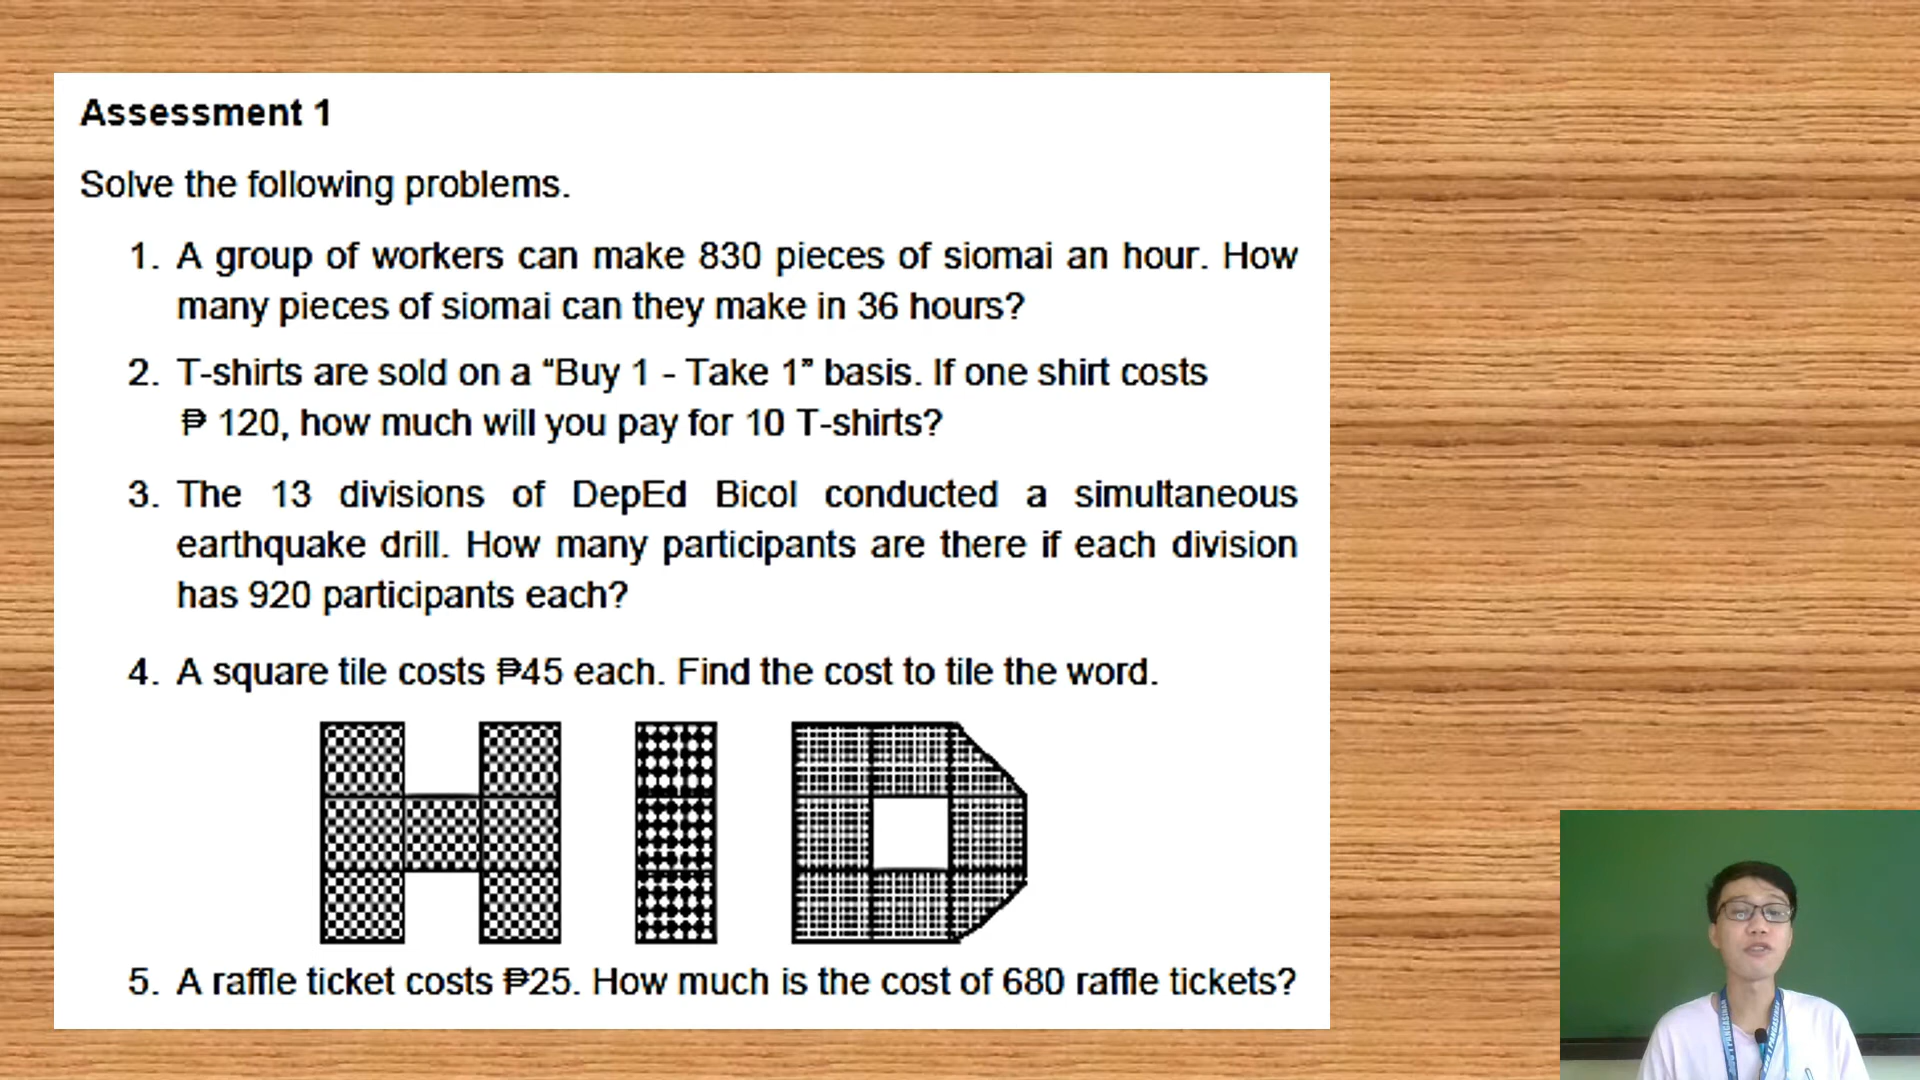 Assessment 1
Solve the following problems.
1. A group of workers can make 830 pieces of siomai an hour. How
many pieces of siomai can they make in 36 hours?
2. T-shirts are sold on a “Buy 1 - Take 1” basis. If one shirt costs
₱ 120, how much will you pay for 10 T-shirts?
3. The 13 divisions of DepEd Bicol conducted a simultaneous
earthquake drill. How many participants are there if each division
has 920 participants each?
4. A square tile costs ₱45 each. Find the cost to tile the word.
H I D
5. A raffle ticket costs ₱25. How much is the cost of 680 raffle tickets?